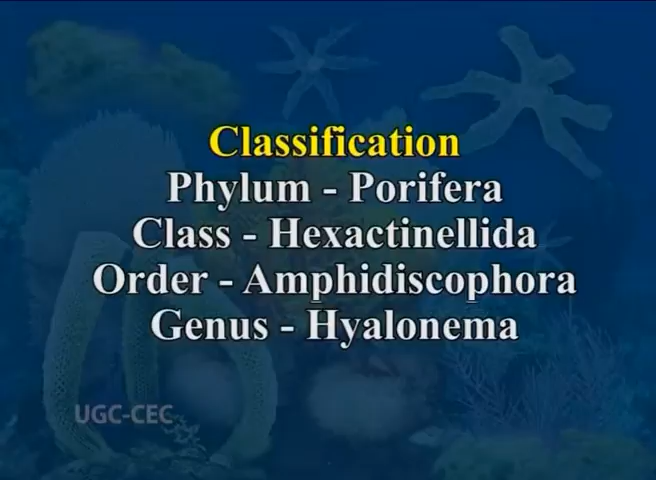 Classification
Phylum - Porifera
Class - Hexactinellida
Order - Amphidiscophora
Genus - Hyalonema
UGC-CEC